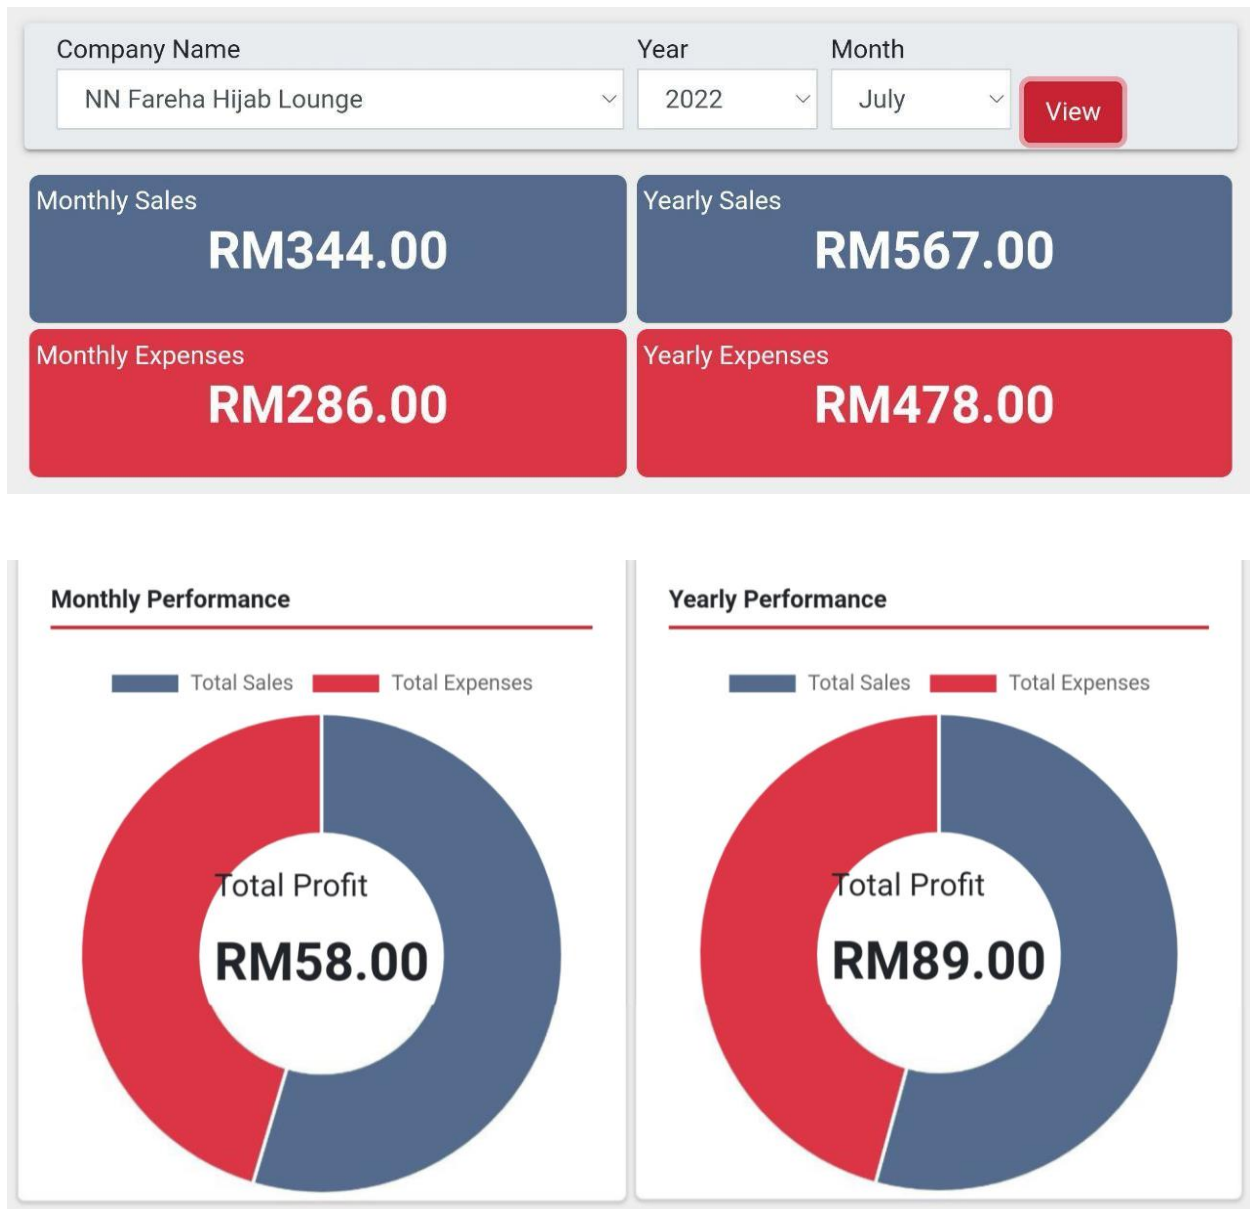 Company Name Year Month
NN Fareha Hijab Lounge 2022 July View
Monthly Sales Yearly Sales
RM344.00 RM567.00
Monthly Expenses Yearly Expenses
RM286.00 RM478.00
Monthly Performance Yearly Performance
Total Sales Total Expenses Total Sales Total Expenses
Total Profit Total Profit
RM58.00 RM89.00